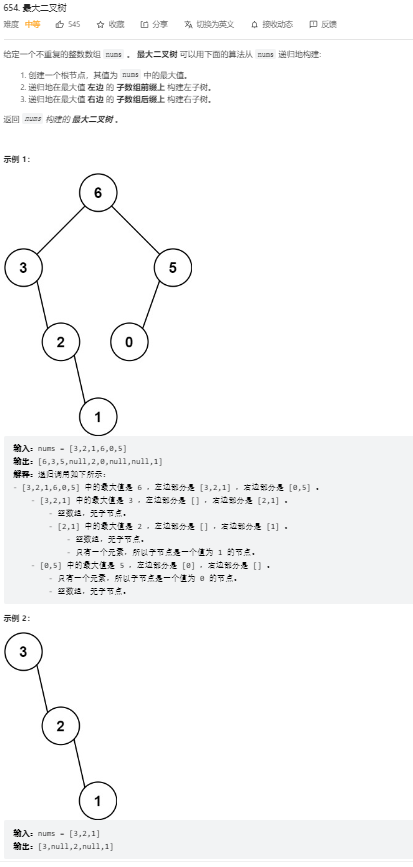 654. 最大二叉树
难度 中等 545 收藏 分享 切换为英文 接收动态 反馈
给定一个不重复的整数数组 nums 。 最大二叉树 可以用下面的算法从 nums 递归地构建:
1. 创建一个根节点，其值为 nums 中的最大值。
2. 递归地在最大值 左边 的 子数组前缀上 构建左子树。
3. 递归地在最大值 右边 的 子数组后缀上 构建右子树。
返回 nums 构建的 最大二叉树 。
示例 1：
6
3 5
2 0
1
输入：nums = [3,2,1,6,0,5]
输出：[6,3,5,null,2,0,null,null,1]
解释：递归调用如下所示：
- [3,2,1,6,0,5] 中的最大值是 6 ，左边部分是 [3,2,1] ，右边部分是 [0,5] 。
- [3,2,1] 中的最大值是 3 ，左边部分是 [] ，右边部分是 [2,1] 。
- 空数组，无子节点。
- [2,1] 中的最大值是 2 ，左边部分是 [] ，右边部分是 [1] 。
- 空数组，无子节点。
- 只有一个元素，所以子节点是一个值为 1 的节点。
- [0,5] 中的最大值是 5 ，左边部分是 [0] ，右边部分是 [] 。
- 只有一个元素，所以子节点是一个值为 0 的节点。
- 空数组，无子节点。
示例 2：
3
2
1
输入：nums = [3,2,1]
输出：[3,null,2,null,1]